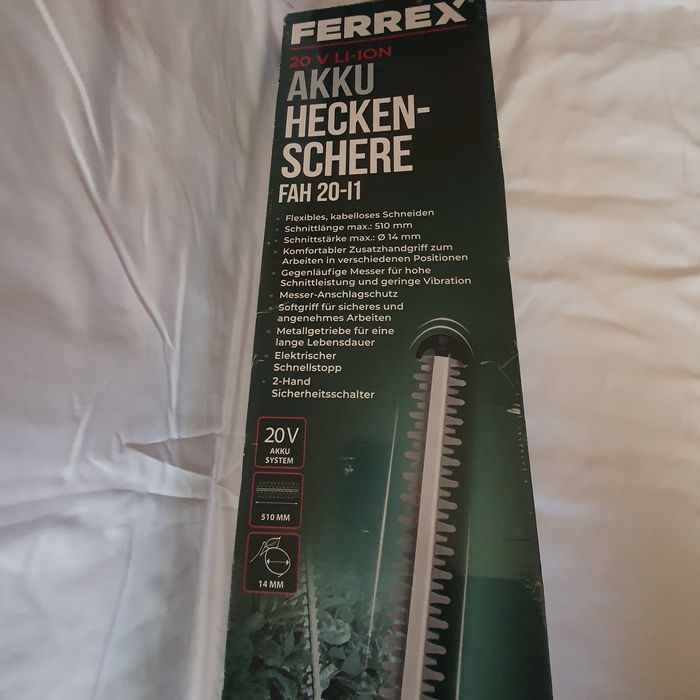 FERREX®
20 V LI-ION
AKKU
HECKEN-
SCHERE
FAH 20-I1
• Flexibles, kabelloses Schneiden
• Schnittlänge max.: 510 mm
• Schnittstärke max.: Ø 14 mm
• Komfortabler Zusatzhandgriff zum
Arbeiten in verschiedenen Positionen
• Gegenläufige Messer für hohe
Schnittleistung und geringe Vibration
• Messer-Anschlagschutz
• Softgriff für sicheres und
angenehmes Arbeiten
• Metallgetriebe für eine
lange Lebensdauer
• Elektrischer
Schnellstopp
• 2-Hand
Sicherheitsschalter
20 V
AKKU
SYSTEM
510 MM
14 MM